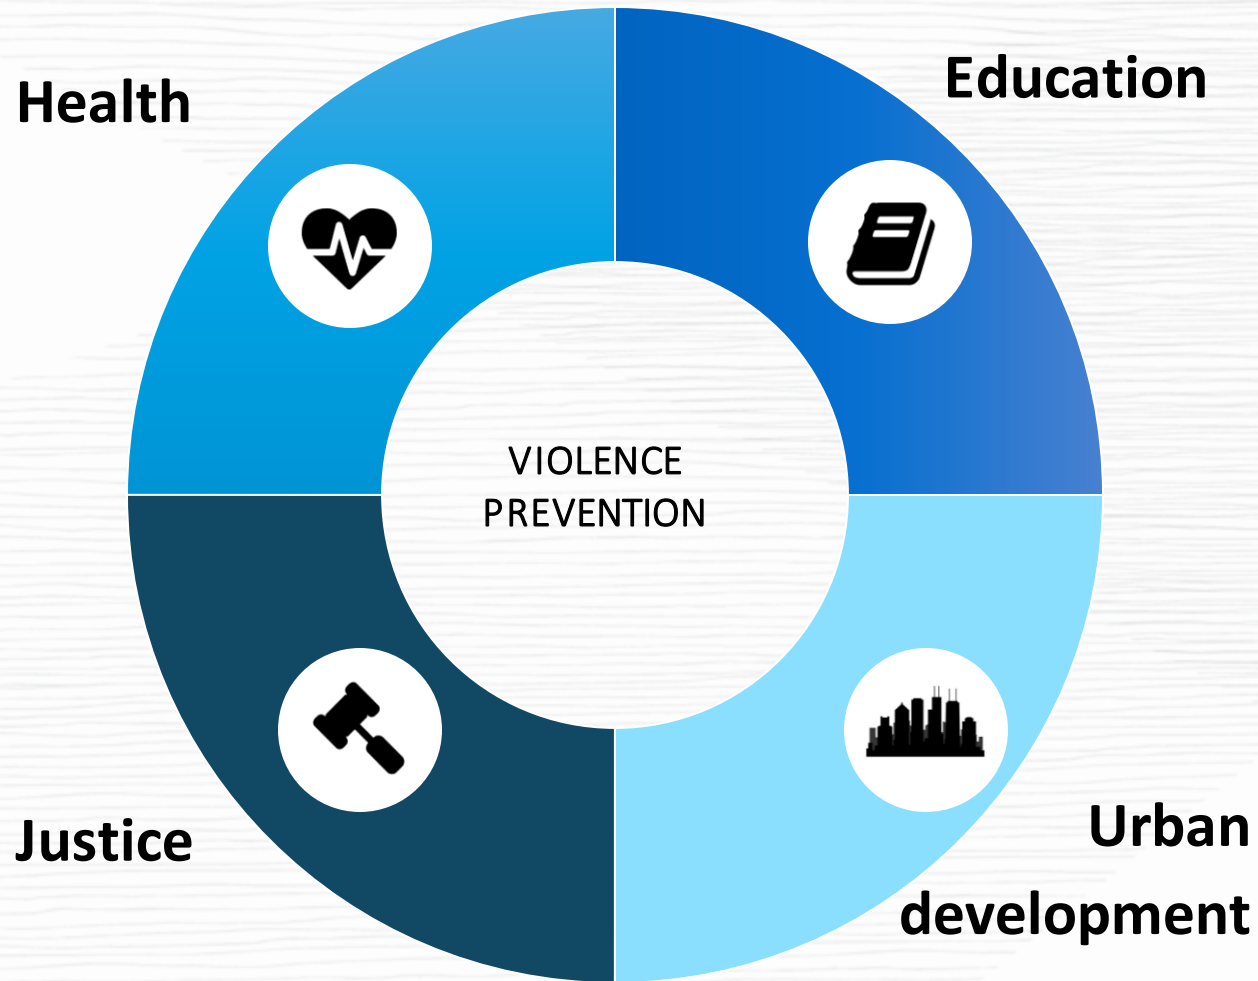 Health
Education
VIOLENCE
PREVENTION
Justice
Urban
development